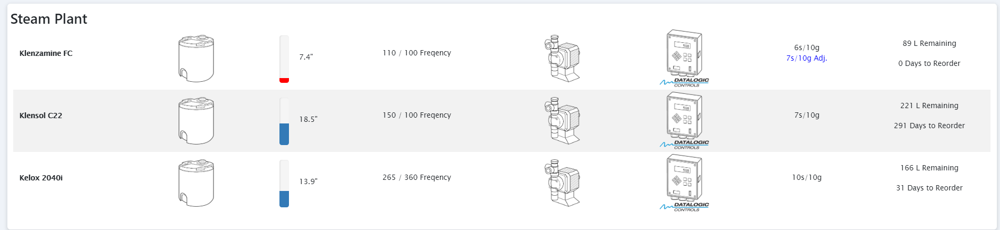 Steam Plant
Klenzamine FC
7.4"
110 / 100 Freqency
DATALOGIC
CONTROLS
6s/10g
7s/10g Adj.
89 L Remaining
0 Days to Reorder
Klensol C22
18.5"
150 / 100 Freqency
DATALOGIC
CONTROLS
7s/10g
221 L Remaining
291 Days to Reorder
Kelox 2040i
13.9"
265 / 360 Freqency
DATALOGIC
CONTROLS
10s/10g
166 L Remaining
31 Days to Reorder